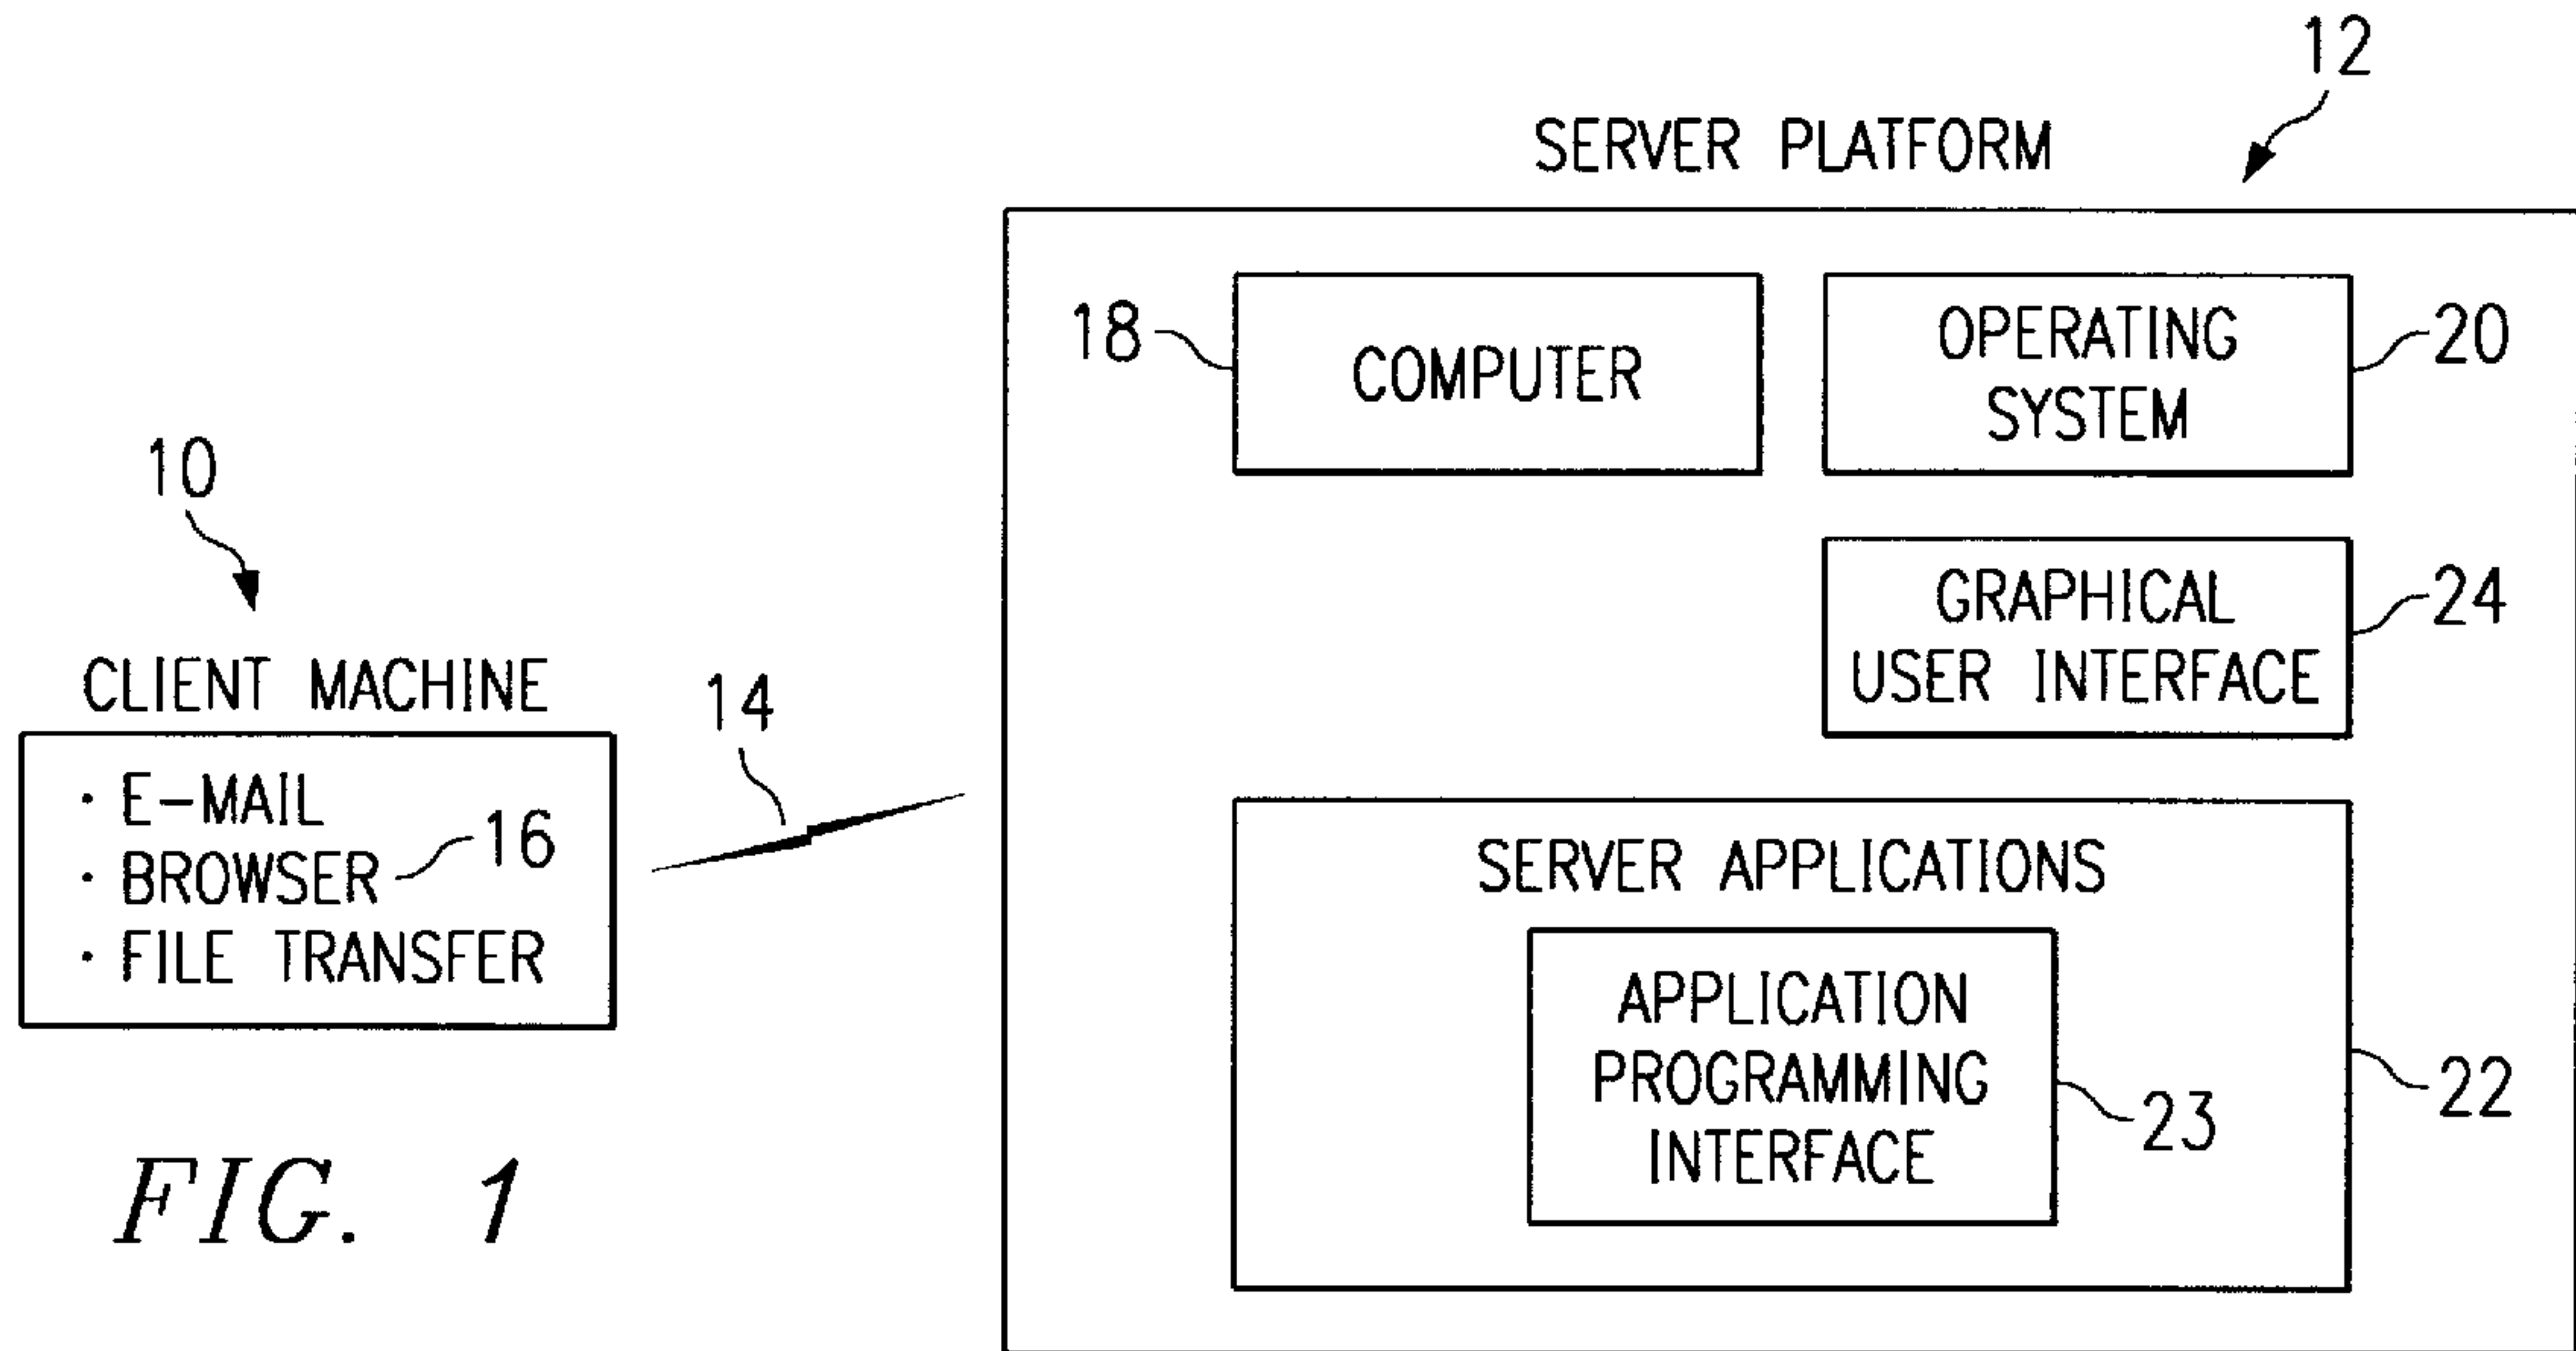 12
SERVER PLATFORM
18
COMPUTER
OPERATING
SYSTEM
20
GRAPHICAL
USER INTERFACE
24
10
CLIENT MACHINE
· E-MAIL
· BROWSER
16
· FILE TRANSFER
14
SERVER APPLICATIONS
APPLICATION
PROGRAMMING
INTERFACE
23
22
FIG. 1